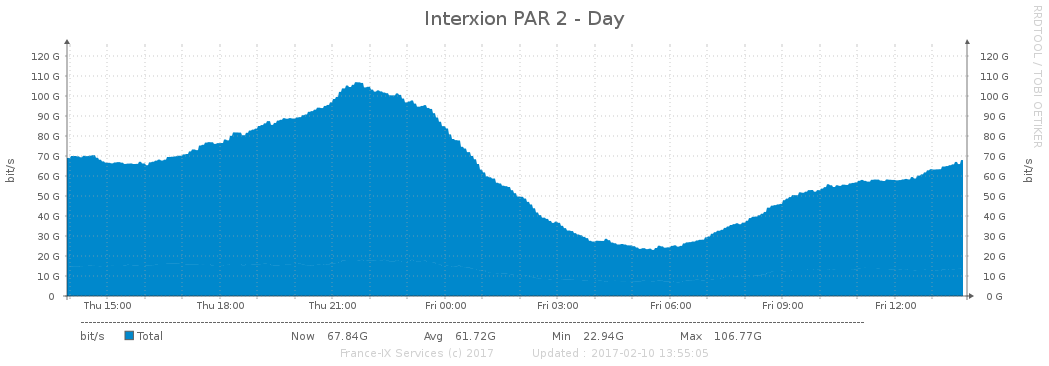 Interxion PAR 2 - Day
RRDTOOL / TOBI OETIKER
120 G 120 G
110 G 110 G
100 G 100 G
90 G 90 G
80 G 80 G
70 G 70 G
60 G 60 G
50 G 50 G
40 G 40 G
30 G 30 G
20 G 20 G
10 G 10 G
0 0 G
bit/s bit/s
Thu 15:00 Thu 18:00 Thu 21:00 Fri 00:00 Fri 03:00 Fri 06:00 Fri 09:00 Fri 12:00
bit/s Total Now 67.84G Avg 61.72G Min 22.94G Max 106.77G
France-IX Services (c) 2017 Updated : 2017-02-10 13:55:05